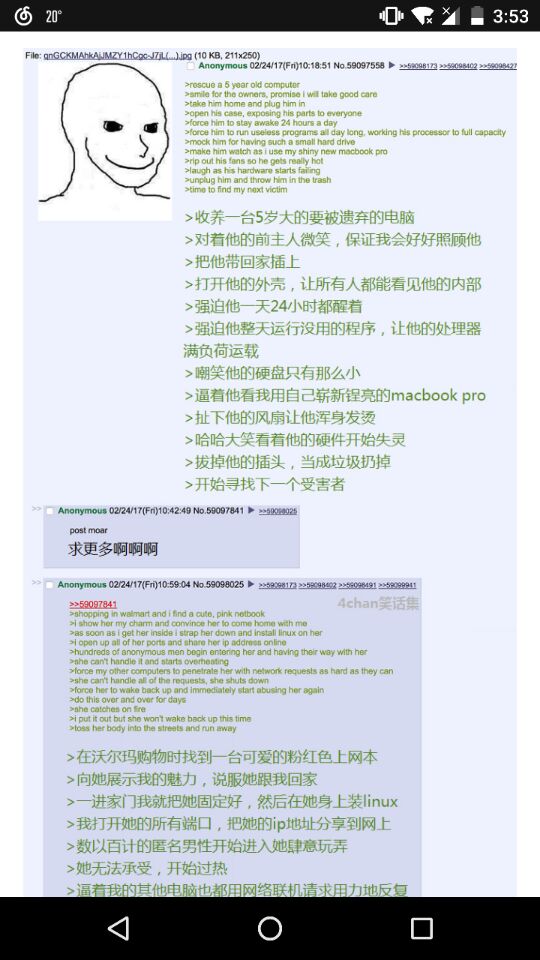 20°
3:53
File: qnGCKMAhkAjJMZY1hCgc-J7jL(...).jpg (10 KB, 211x250)
Anonymous 02/24/17(Fri)10:18:51 No.59097558 ▶ >>59098173 >>59098402 >>59098427
>rescue a 5 year old computer
>smile for the owners, promise i will take good care
>take him home and plug him in
>open his case, exposing his parts to everyone
>force him to stay awake 24 hours a day
>force him to run useless programs all day long, working his processor to full capacity
>mock him for having such a small hard drive
>make him watch as i use my shiny new macbook pro
>rip out his fans so he gets really hot
>laugh as his hardware starts failing
>unplug him and throw him in the trash
>time to find my next victim
>收养一台5岁大的要被遗弃的电脑
>对着他的前主人微笑，保证我会好好照顾他
>把他带回家插上
>打开他的外壳，让所有人都能看见他的内部
>强迫他一天24小时都醒着
>强迫他整天运行没用的程序，让他的处理器
满负荷运载
>嘲笑他的硬盘只有那么小
>逼着他看我用自己崭新锃亮的macbook pro
>扯下他的风扇让他浑身发烫
>哈哈大笑看着他的硬件开始失灵
>拔掉他的插头，当成垃圾扔掉
>开始寻找下一个受害者
>> Anonymous 02/24/17(Fri)10:42:49 No.59097841 ▶ >>59098025
post moar
求更多啊啊啊
>> Anonymous 02/24/17(Fri)10:59:04 No.59098025 ▶ >>59098173 >>59098402 >>59098491 >>59099941
>>59097841
4chan笑话集
>shopping in walmart and i find a cute, pink netbook
>i show her my charm and convince her to come home with me
>as soon as i get her inside i strap her down and install linux on her
>i open up all of her ports and share her ip address online
>hundreds of anonymous men begin entering her and having their way with her
>she can't handle it and starts overheating
>force my other computers to penetrate her with network requests as hard as they can
>she can't handle all of the requests, she shuts down
>force her to wake back up and immediately start abusing her again
>do this over and over for days
>she catches on fire
>i put it out but she won't wake back up this time
>toss her body into the streets and run away
>在沃尔玛购物时找到一台可爱的粉红色上网本
>向她展示我的魅力，说服她跟我回家
>一进家门我就把她固定好，然后在她身上装linux
>我打开她的所有端口，把她的ip地址分享到网上
>数以百计的匿名男性开始进入她肆意玩弄
>她无法承受，开始过热
>逼着我的其他电脑也都用网络联机请求用力地反复